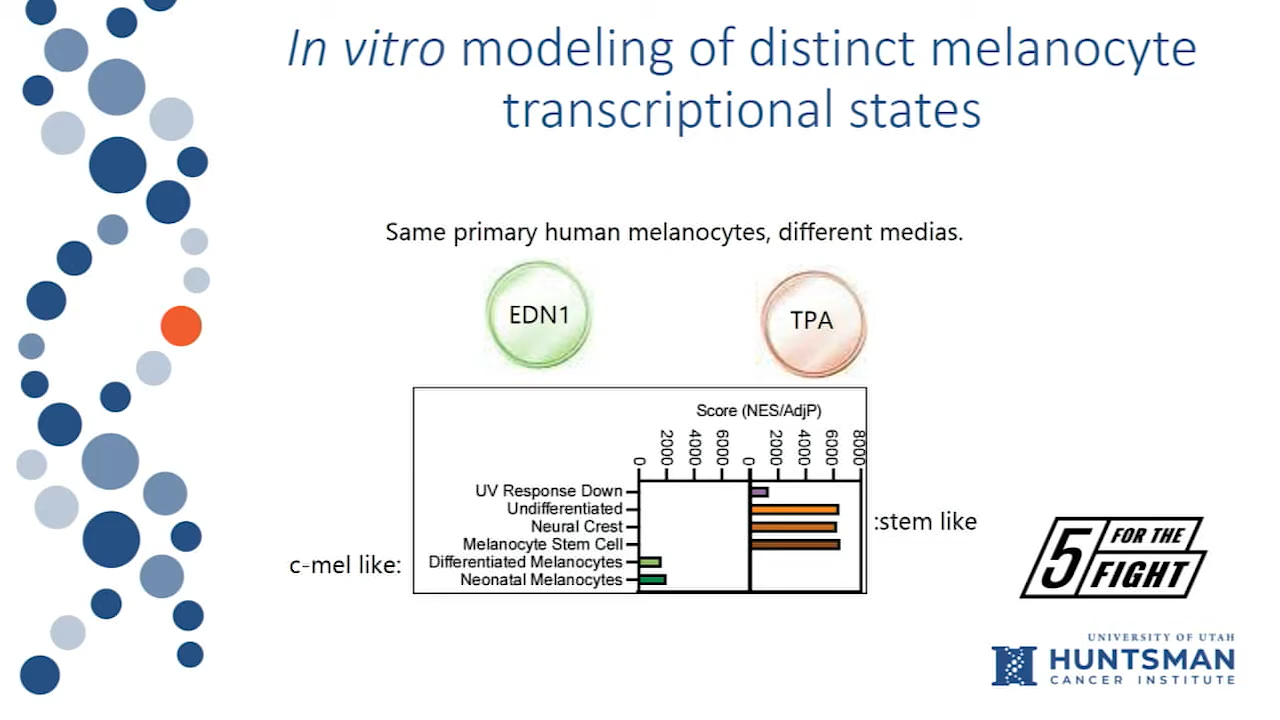 In vitro modeling of distinct melanocyte
transcriptional states
Same primary human melanocytes, different medias.
EDN1
TPA
Score (NES/AdjP)
0 2000 4000 6000 0 2000 4000 6000 8000
UV Response Down
Undifferentiated
Neural Crest
:stem like
Melanocyte Stem Cell
c-mel like:
Differentiated Melanocytes
Neonatal Melanocytes
5 FOR THE
FIGHT
UNIVERSITY OF UTAH
HUNTSMAN
CANCER INSTITUTE